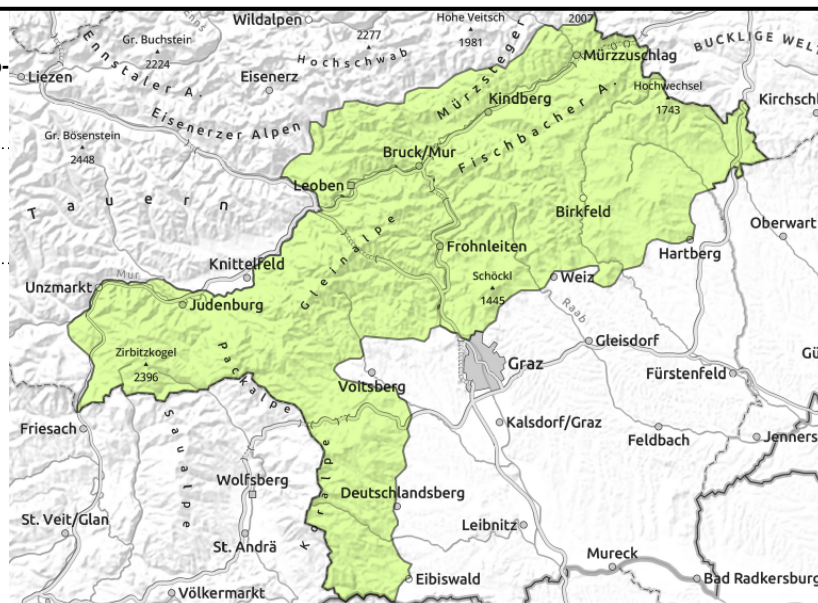 Wildalpen
Hohe Veitsch
1981
2007
Ennstaler A.
Enns
Gr. Buchstein
2224
2277
Hochschwab
Mürzsteger
Mürzzuschlag
BUCKLIGE WELT
Liezen
Eisenerz
Hochwechsel
1743
Kindberg
Kirchschl
Eisenerzer Alpen
Fischbacher A.
Gr. Bösenstein
2448
Bruck/Mur
Leoben
Tauern
Birkfeld
Oberwart
Gleinalpe
Frohnleiten
Hartberg
Knittelfeld
Mur
Unzmarkt
Judenburg
Schöckl
1445
Weiz
Raab
Gleisdorf
Zirbitzkogel
2396
Packalpe
Graz
Gü
Voitsberg
Fürstenfeld
Friesach
Saualpe
Kalsdorf/Graz
Feldbach
Jenners
Wolfsberg
Koralpe
Deutschlandsberg
St. Veit/Glan
Leibnitz
St. Andrä
Mureck
Eibiswald
Bad Radkersburg
Völkermarkt